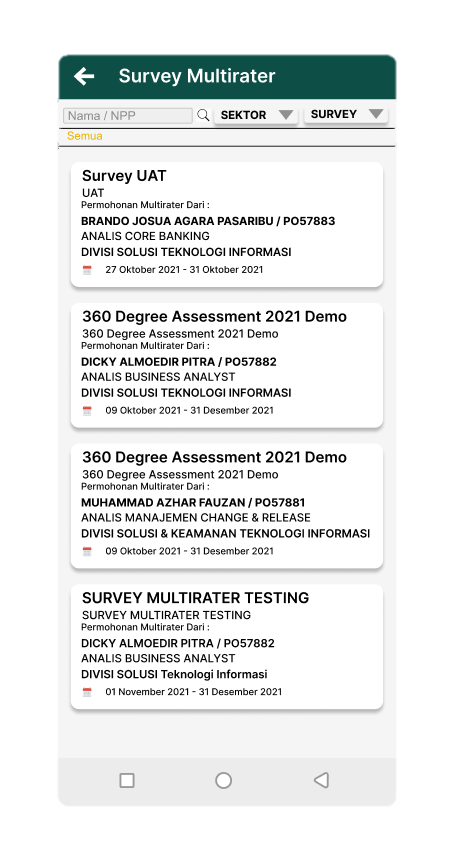 Survey Multirater
Nama / NPP SEKTOR SURVEY
Semua
Survey UAT
UAT
Permohonan Multirater Dari :
BRANDO JOSUA AGARA PASARIBU / PO57883
ANALIS CORE BANKING
DIVISI SOLUSI TEKNOLOGI INFORMASI
27 Oktober 2021 - 31 Oktober 2021
360 Degree Assessment 2021 Demo
360 Degree Assessment 2021 Demo
Permohonan Multirater Dari :
DICKY ALMOEDIR PITRA / PO57882
ANALIS BUSINESS ANALYST
DIVISI SOLUSI TEKNOLOGI INFORMASI
09 Oktober 2021 - 31 Desember 2021
360 Degree Assessment 2021 Demo
360 Degree Assessment 2021 Demo
Permohonan Multirater Dari :
MUHAMMAD AZHAR FAUZAN / PO57881
ANALIS MANAJEMEN CHANGE & RELEASE
DIVISI SOLUSI & KEAMANAN TEKNOLOGI INFORMASI
09 Oktober 2021 - 31 Desember 2021
SURVEY MULTIRATER TESTING
SURVEY MULTIRATER TESTING
Permohonan Multirater Dari :
DICKY ALMOEDIR PITRA / PO57882
ANALIS BUSINESS ANALYST
DIVISI SOLUSI Teknologi Informasi
01 November 2021 - 31 Desember 2021